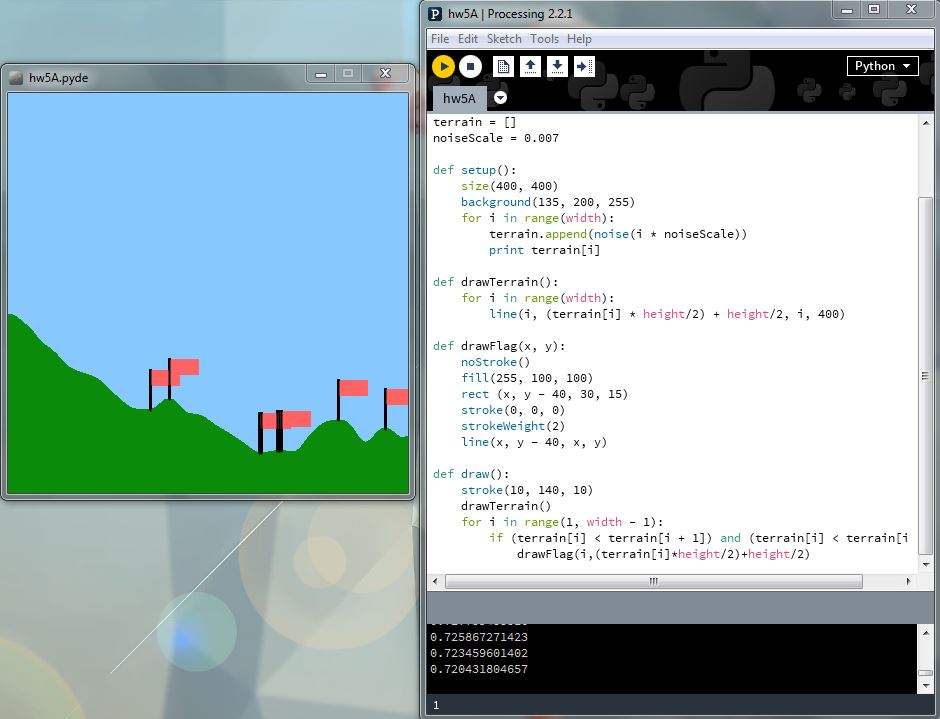 hw5A | Processing 2.2.1
File Edit Sketch Tools Help
Python
hw5A
hw5A.pyde
terrain = []
noiseScale = 0.007
def setup():
    size(400, 400)
    background(135, 200, 255)
    for i in range(width):
        terrain.append(noise(i * noiseScale))
        print terrain[i]
def drawTerrain():
    for i in range(width):
        line(i, (terrain[i] * height/2) + height/2, i, 400)
def drawFlag(x, y):
    noStroke()
    fill(255, 100, 100)
    rect (x, y - 40, 30, 15)
    stroke(0, 0, 0)
    strokeWeight(2)
    line(x, y - 40, x, y)
def draw():
    stroke(10, 140, 10)
    drawTerrain()
    for i in range(1, width - 1):
        if (terrain[i] < terrain[i + 1]) and (terrain[i] < terrain[i
            drawFlag(i,(terrain[i]*height/2)+height/2)
0.725867271423
0.723459601402
0.720431804657
1